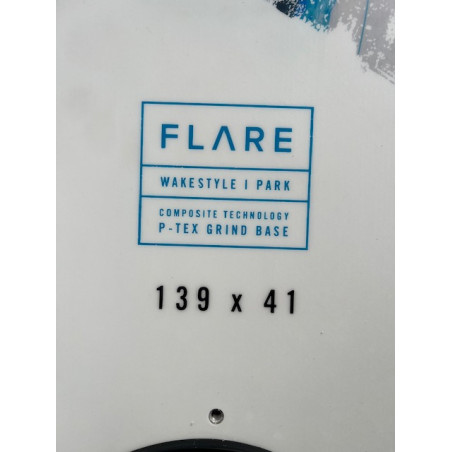 FLARE
WAKESTYLE | PARK
COMPOSITE TECHNOLOGY
P-TEX GRIND BASE
139 x 41